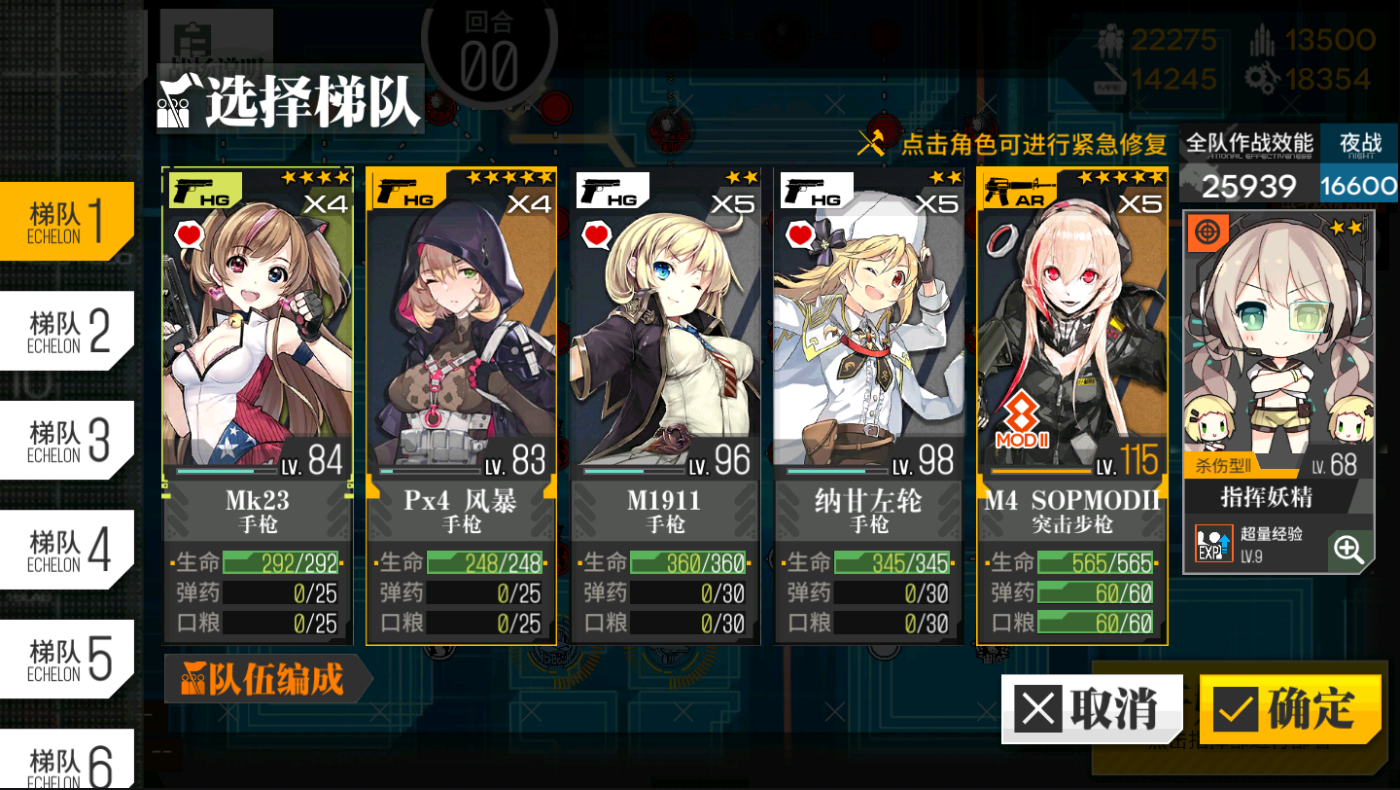 回合
00
22275
13500
14245
18354
选择梯队
点击角色可进行紧急修复
全队作战效能
25939
夜战
NIGHT
16600
梯队 1
ECHELON
梯队 2
ECHELON
梯队 3
ECHELON
梯队 4
ECHELON
梯队 5
ECHELON
梯队 6
ECHELON
HG
X4
LV. 84
Mk23
手枪
生命 292/292
弹药 0/25
口粮 0/25
HG
X4
LV. 83
Px4 风暴
手枪
生命 248/248
弹药 0/25
口粮 0/25
HG
X5
LV. 96
M1911
手枪
生命 360/360
弹药 0/30
口粮 0/30
HG
X5
LV. 98
纳甘左轮
手枪
生命 345/345
弹药 0/30
口粮 0/30
AR
X5
MOD II
LV. 115
M4 SOPMODII
突击步枪
生命 565/565
弹药 60/60
口粮 60/60
杀伤型II
LV. 68
指挥妖精
EXP
超量经验
LV.9
队伍编成
取消
确定